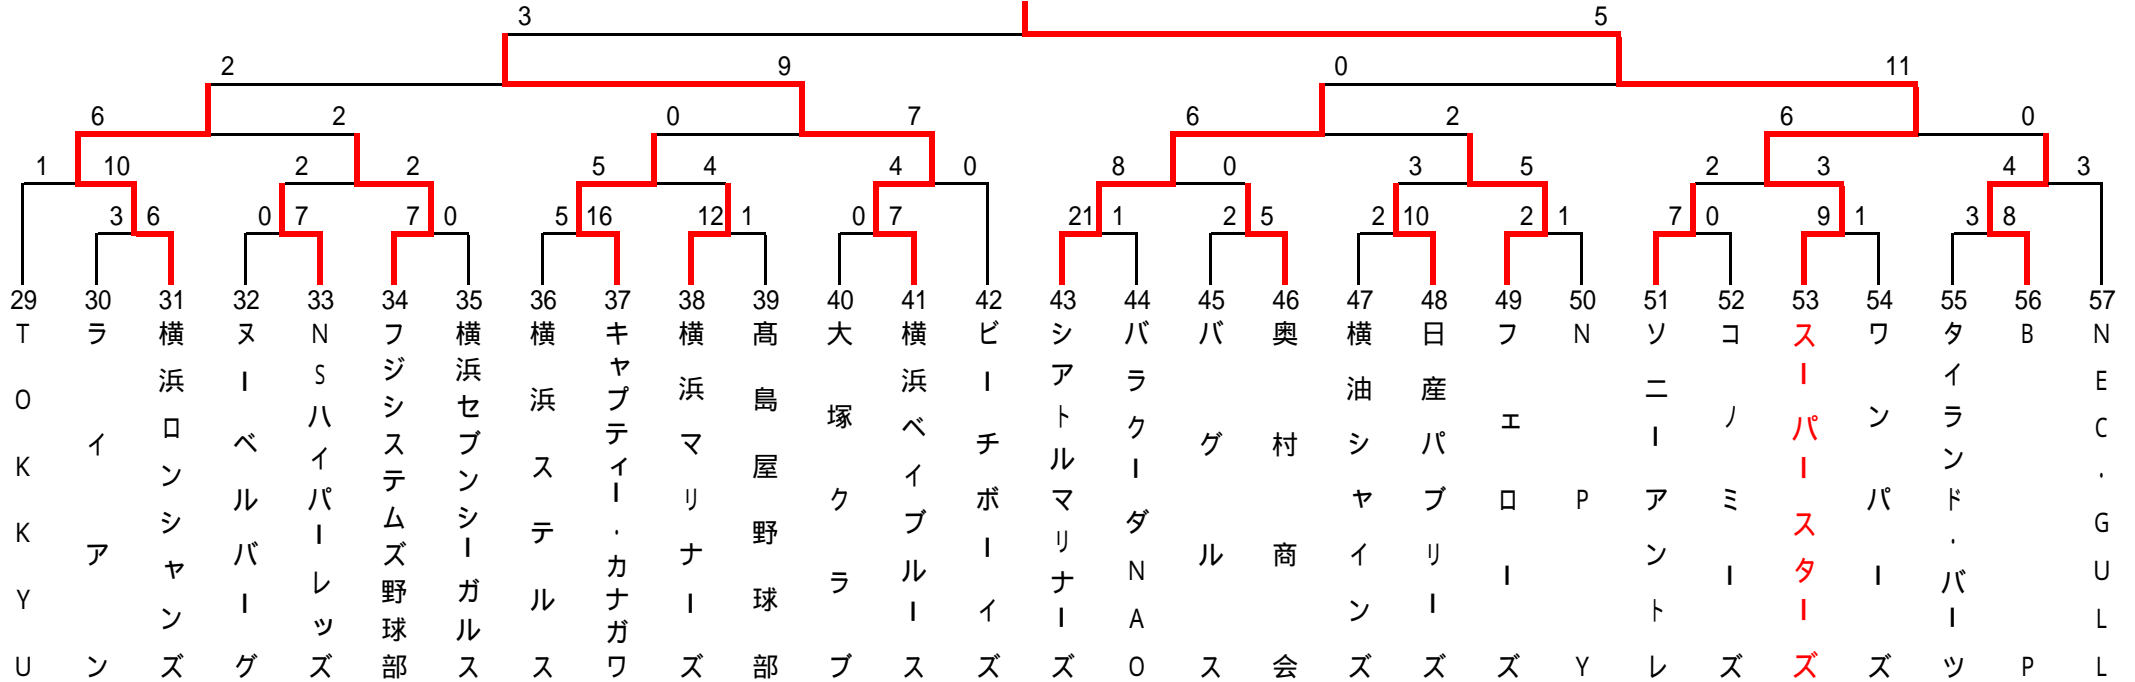 3 5
2 9 0 11
6 2 0 7 6 2 6 0
1 10 2 2 5 4 4 0 8 0 3 5 2 3 4 3
3 6 0 7 7 0 5 16 12 1 0 7 21 1 2 5 2 10 2 1 7 0 9 1 3 8
29 30 31 32 33 34 35 36 37 38 39 40 41 42 43 44 45 46 47 48 49 50 51 52 53 54 55 56 57
TOKKYU
ライアン
横浜ロンシャンズ
ヌーベルバーグ
NSハイパーレッズ
フジシステムズ野球部
横浜セブンシーガルス
横浜ステルス
キャプティー・カナガワ
横浜マリナーズ
髙島屋野球部
大塚クラブ
横浜ベイブルース
ビーチボーイズ
シアトルマリナーズ
バラクーダNAO
バグルス
奥村商会
横油シャインズ
日産パブリーズ
フェローズ
NPY
ソニーアントレ
コノミーズ
スーパースターズ
ワンパーズ
タイランド・バーツ
BP
NEC・GULL